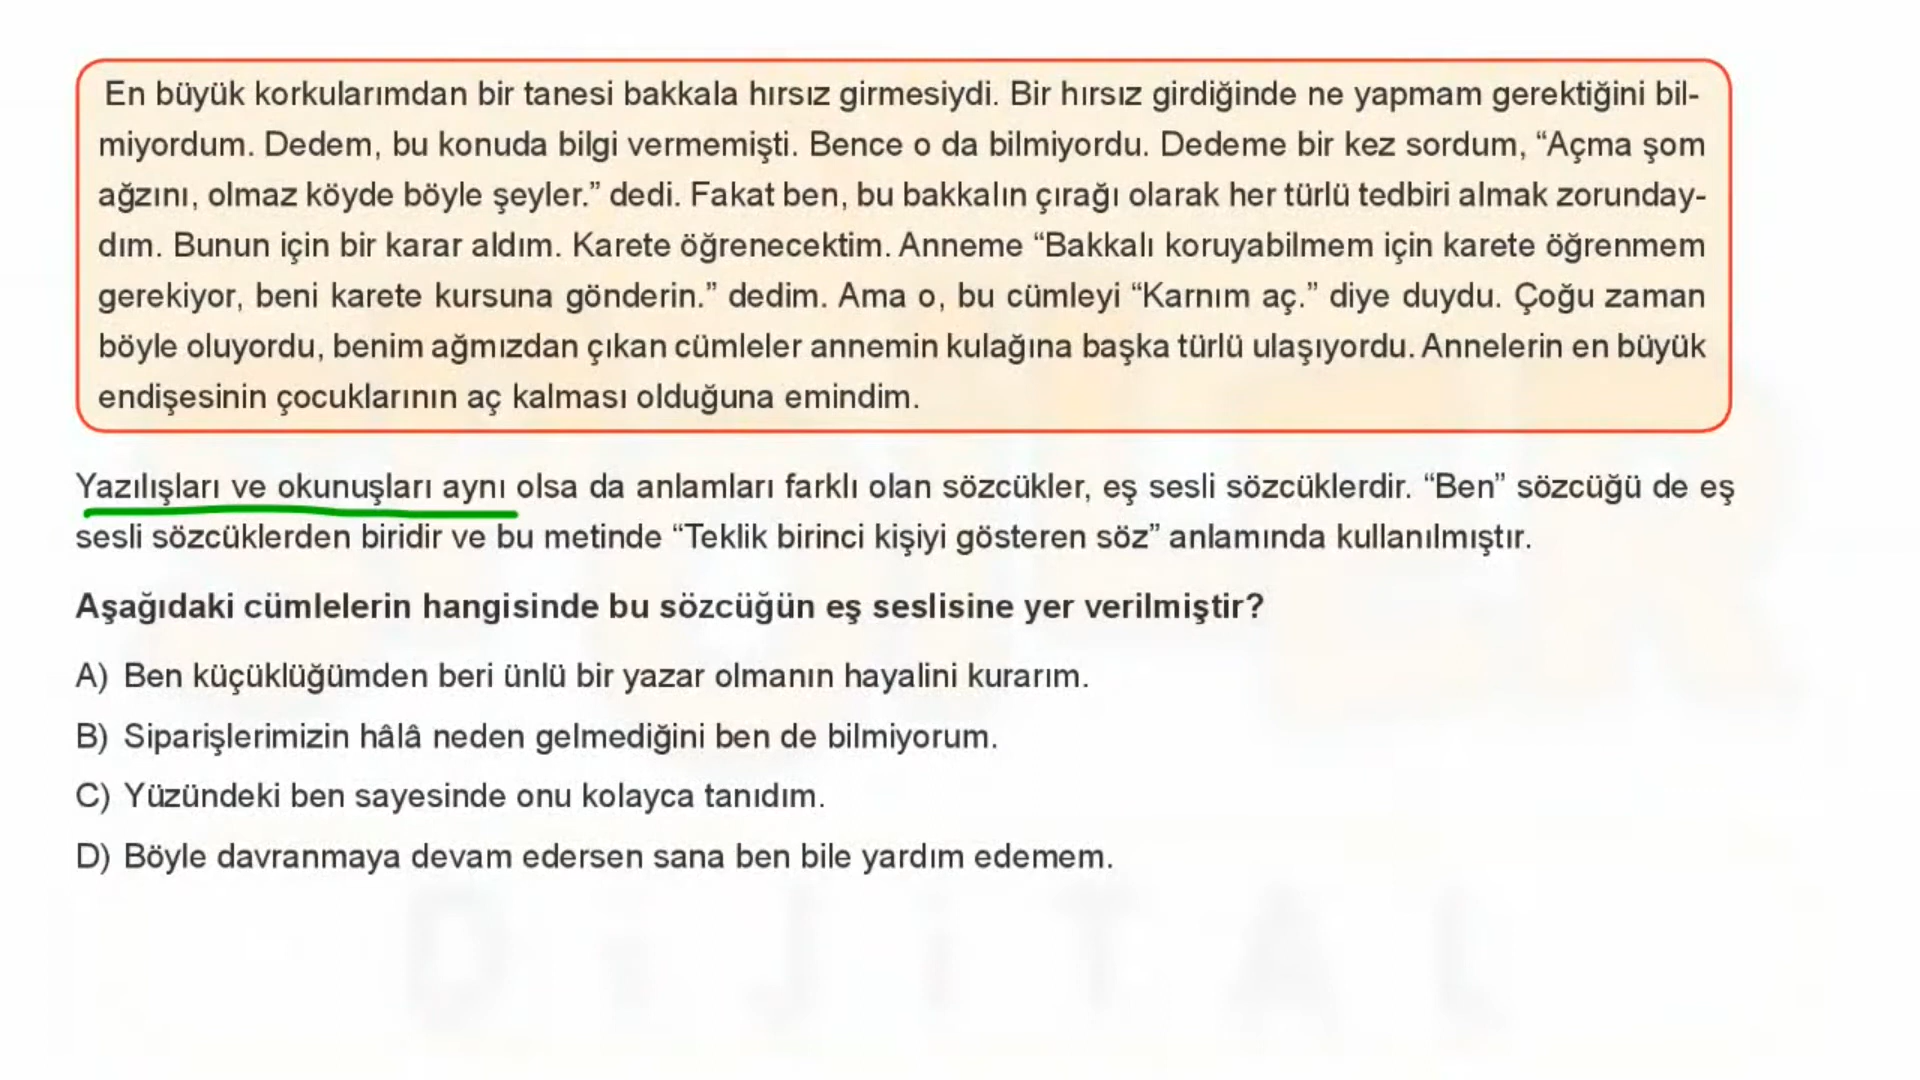 En büyük korkularımdan bir tanesi bakkala hırsız girmesiydi. Bir hırsız girdiğinde ne yapmam gerektiğini bil-
miyordum. Dedem, bu konuda bilgi vermemişti. Bence o da bilmiyordu. Dedeme bir kez sordum, “Açma şom
ağzını, olmaz köyde böyle şeyler.” dedi. Fakat ben, bu bakkalın çırağı olarak her türlü tedbiri almak zorunday-
dım. Bunun için bir karar aldım. Karete öğrenecektim. Anneme “Bakkalı koruyabilmem için karete öğrenmem
gerekiyor, beni karete kursuna gönderin.” dedim. Ama o, bu cümleyi “Karnım aç.” diye duydu. Çoğu zaman
böyle oluyordu, benim ağmızdan çıkan cümleler annemin kulağına başka türlü ulaşıyordu. Annelerin en büyük
endişesinin çocuklarının aç kalması olduğuna emindim.
Yazılışları ve okunuşları aynı olsa da anlamları farklı olan sözcükler, eş sesli sözcüklerdir. “Ben” sözcüğü de eş
sesli sözcüklerden biridir ve bu metinde “Teklik birinci kişiyi gösteren söz” anlamında kullanılmıştır.
Aşağıdaki cümlelerin hangisinde bu sözcüğün eş seslisine yer verilmiştir?
A) Ben küçüklüğümden beri ünlü bir yazar olmanın hayalini kurarım.
B) Siparişlerimizin hâlâ neden gelmediğini ben de bilmiyorum.
C) Yüzündeki ben sayesinde onu kolayca tanıdım.
D) Böyle davranmaya devam edersen sana ben bile yardım edemem.
DİJİTAL